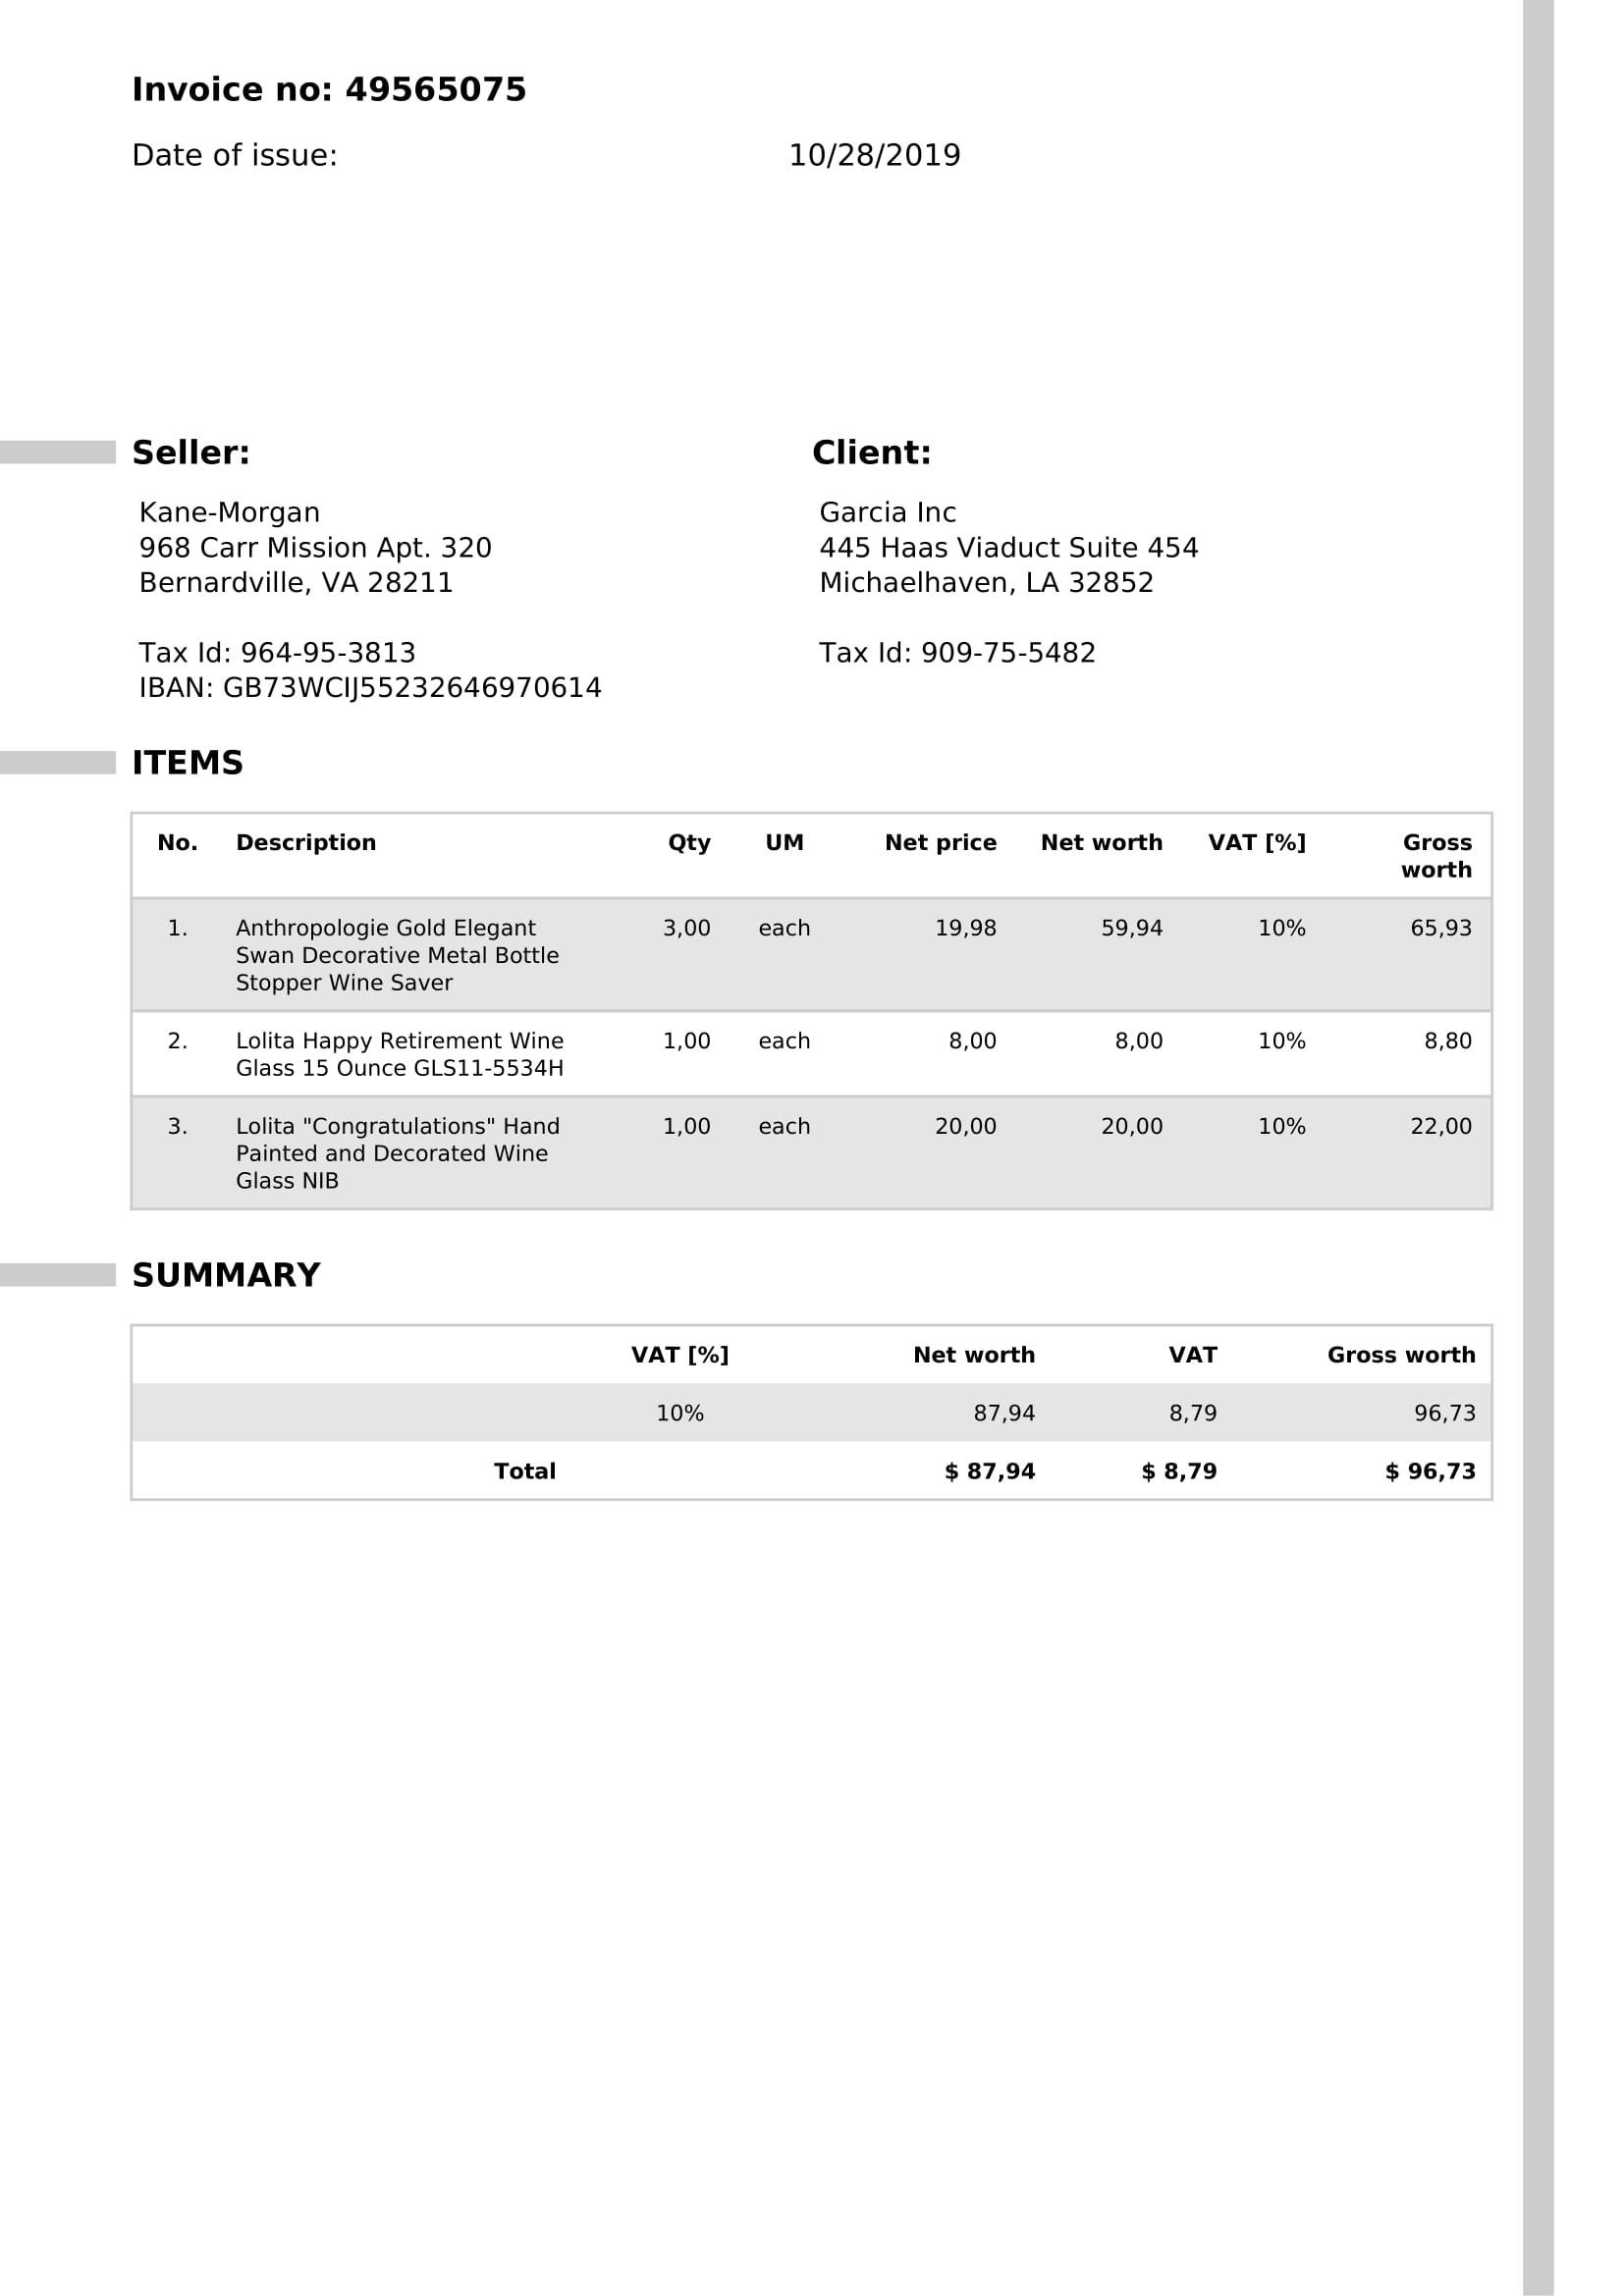 Invoice no: 49565075
Date of issue: 10/28/2019
Seller: Client:
Kane-Morgan Garcia Inc
968 Carr Mission Apt. 320 445 Haas Viaduct Suite 454
Bernardville, VA 28211 Michaelhaven, LA 32852
Tax Id: 964-95-3813 Tax Id: 909-75-5482
IBAN: GB73WCIJ55232646970614
ITEMS
No. Description Qty UM Net price Net worth VAT [%] Gross
worth
1. Anthropologie Gold Elegant 3,00 each 19,98 59,94 10% 65,93
Swan Decorative Metal Bottle
Stopper Wine Saver
2. Lolita Happy Retirement Wine 1,00 each 8,00 8,00 10% 8,80
Glass 15 Ounce GLS11-5534H
3. Lolita "Congratulations" Hand 1,00 each 20,00 20,00 10% 22,00
Painted and Decorated Wine
Glass NIB
SUMMARY
VAT [%] Net worth VAT Gross worth
10% 87,94 8,79 96,73
Total $ 87,94 $ 8,79 $ 96,73